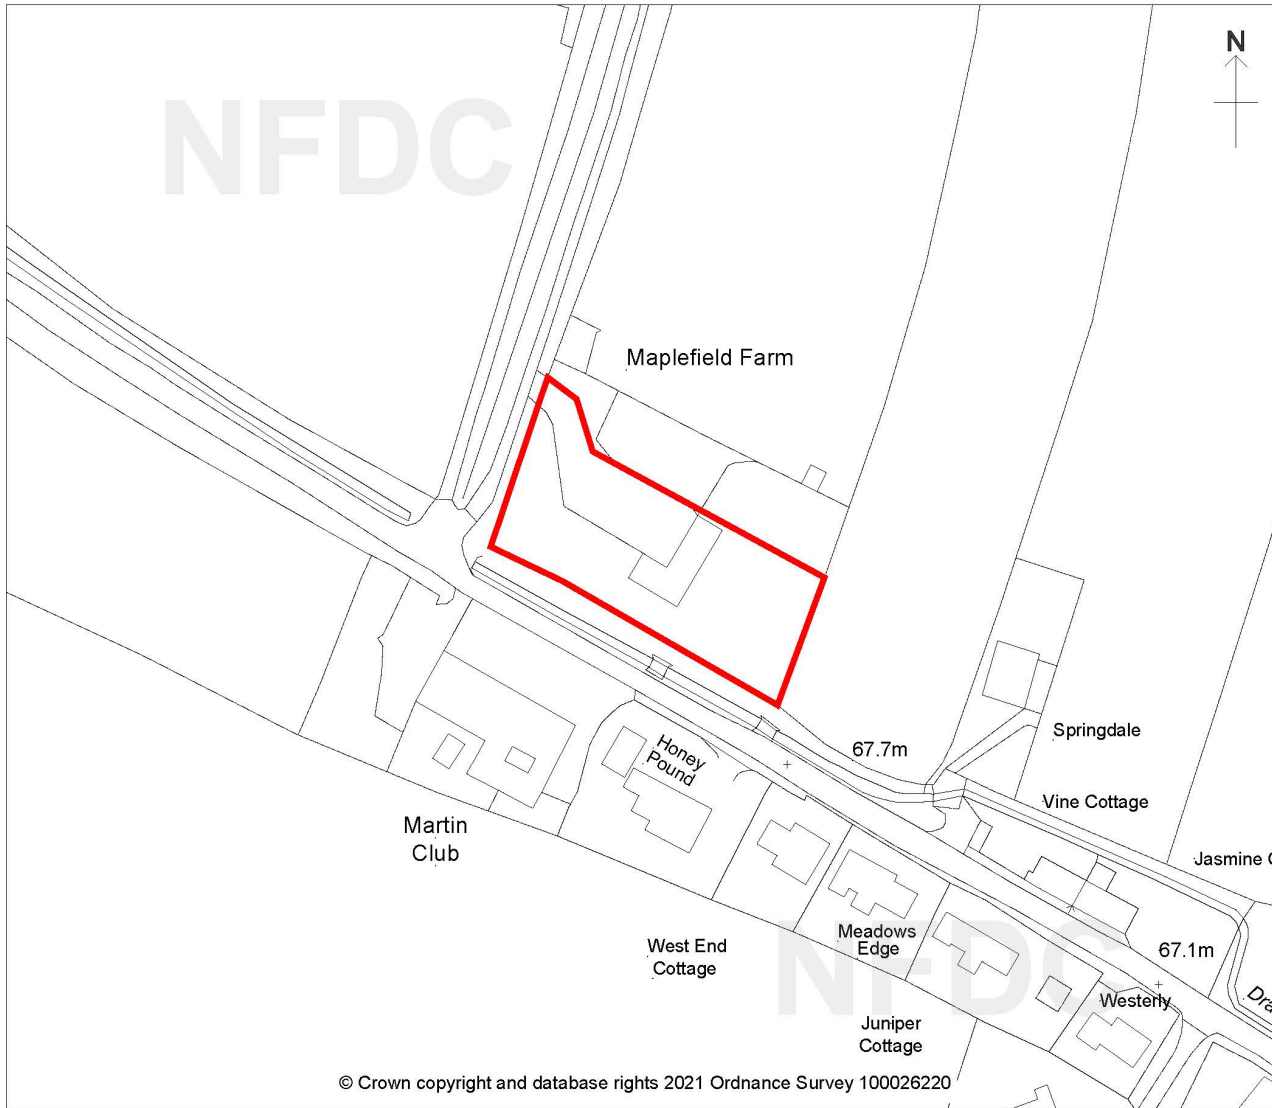 N
NFDC
Maplefield Farm
Springdale
67.7m
Honey
Pound
Vine Cottage
Martin
Club
Jasmine
Meadows
Edge
West End
Cottage
NFDC
67.1m
Westerly
Juniper
Cottage
© Crown copyright and database rights 2021 Ordnance Survey 100026220